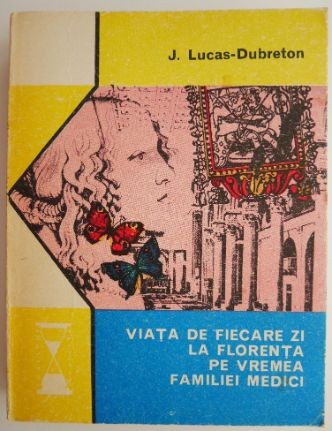 J. Lucas-Dubreton
VIAȚA DE FIECARE ZI
LA FLORENȚA
PE VREMEA
FAMILIEI MEDICI